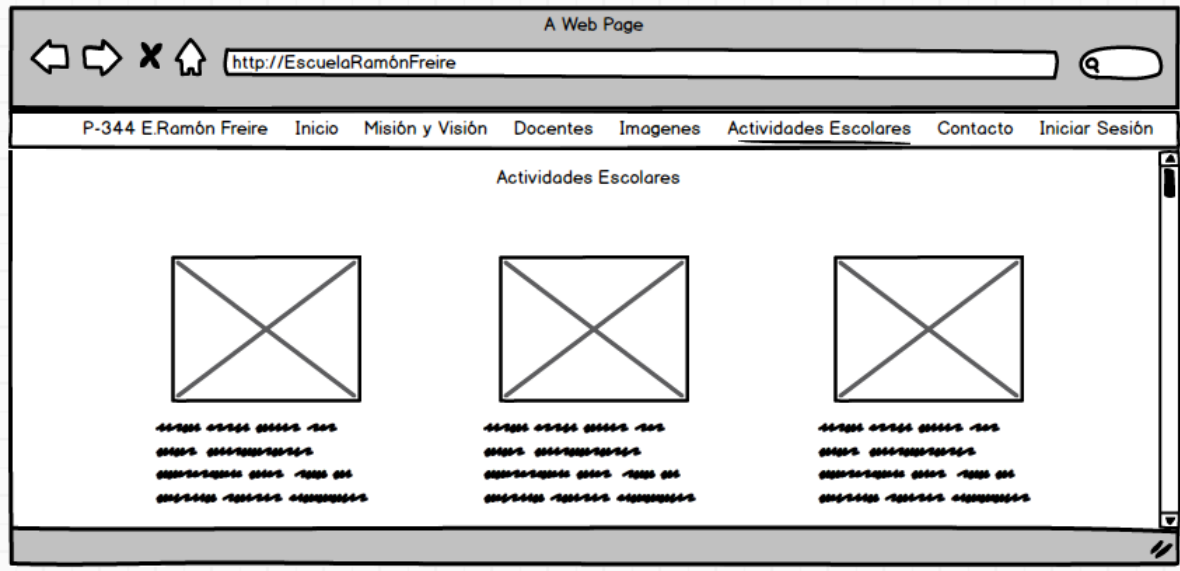 A Web Page
http://EscuelaRamónFreire
P-344 E.Ramón Freire Inicio Misión y Visión Docentes Imagenes Actividades Escolares Contacto Iniciar Sesión
Actividades Escolares